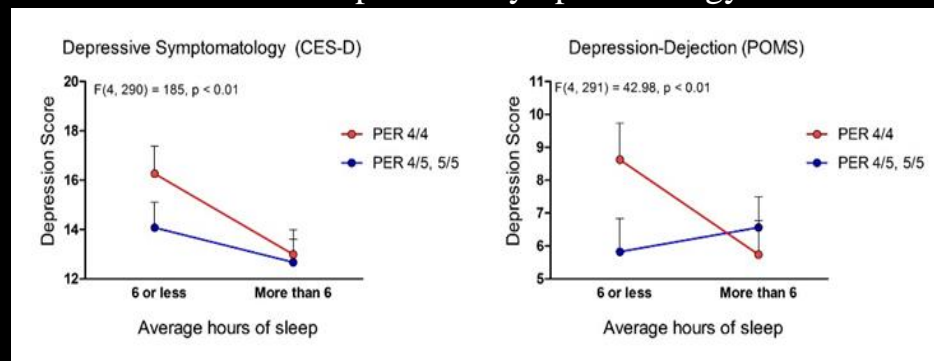 Depressive Symptomatology (CES-D)
F(4, 290) = 185, p < 0.01
Depression Score
20
18
16
14
12
PER 4/4
PER 4/5, 5/5
6 or less
More than 6
Average hours of sleep
Depression-Dejection (POMS)
F(4, 291) = 42.98, p < 0.01
Depression Score
11
10
9
8
7
6
5
PER 4/4
PER 4/5, 5/5
6 or less
More than 6
Average hours of sleep